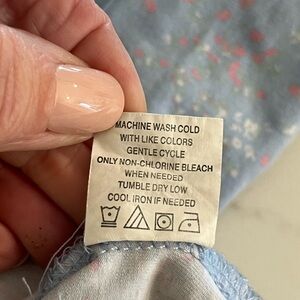 MACHINE WASH COLD
WITH LIKE COLORS
GENTLE CYCLE
ONLY NON-CHLORINE BLEACH
WHEN NEEDED
TUMBLE DRY LOW
COOL IRON IF NEEDED